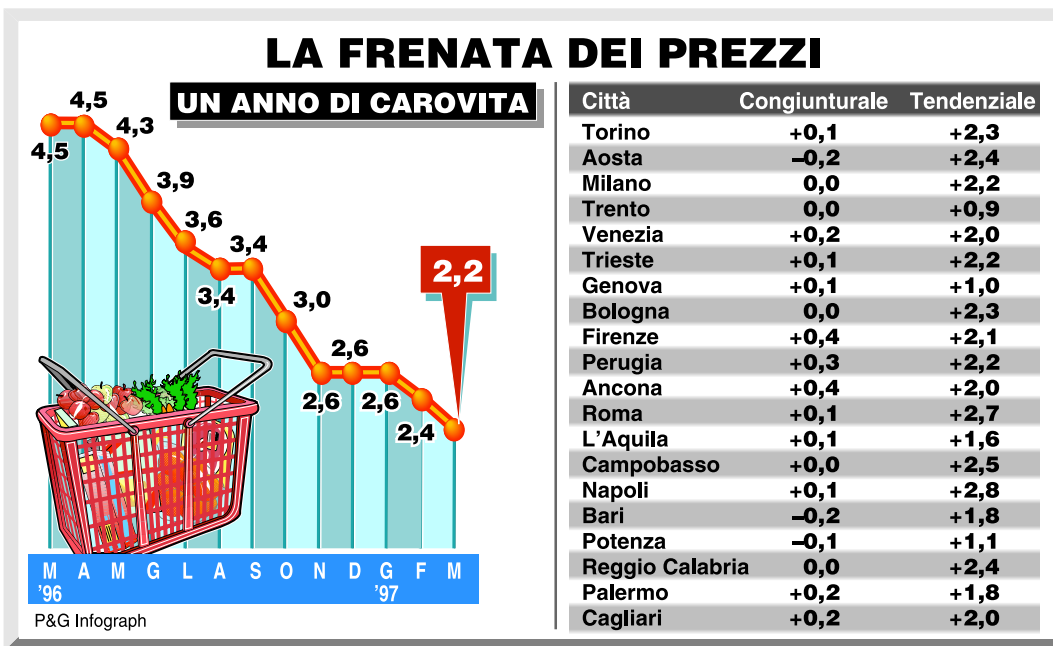 LA FRENATA DEI PREZZI
UN ANNO DI CAROVITA
4,5
4,5
4,3
3,9
3,6
3,4
3,4
3,0
2,6
2,6
2,6
2,4
2,2
M A M G L A S O N D G F M
'96 '97
P&G Infograph
Città Congiunturale Tendenziale
Torino +0,1 +2,3
Aosta –0,2 +2,4
Milano 0,0 +2,2
Trento 0,0 +0,9
Venezia +0,2 +2,0
Trieste +0,1 +2,2
Genova +0,1 +1,0
Bologna 0,0 +2,3
Firenze +0,4 +2,1
Perugia +0,3 +2,2
Ancona +0,4 +2,0
Roma +0,1 +2,7
L'Aquila +0,1 +1,6
Campobasso +0,0 +2,5
Napoli +0,1 +2,8
Bari –0,2 +1,8
Potenza –0,1 +1,1
Reggio Calabria 0,0 +2,4
Palermo +0,2 +1,8
Cagliari +0,2 +2,0